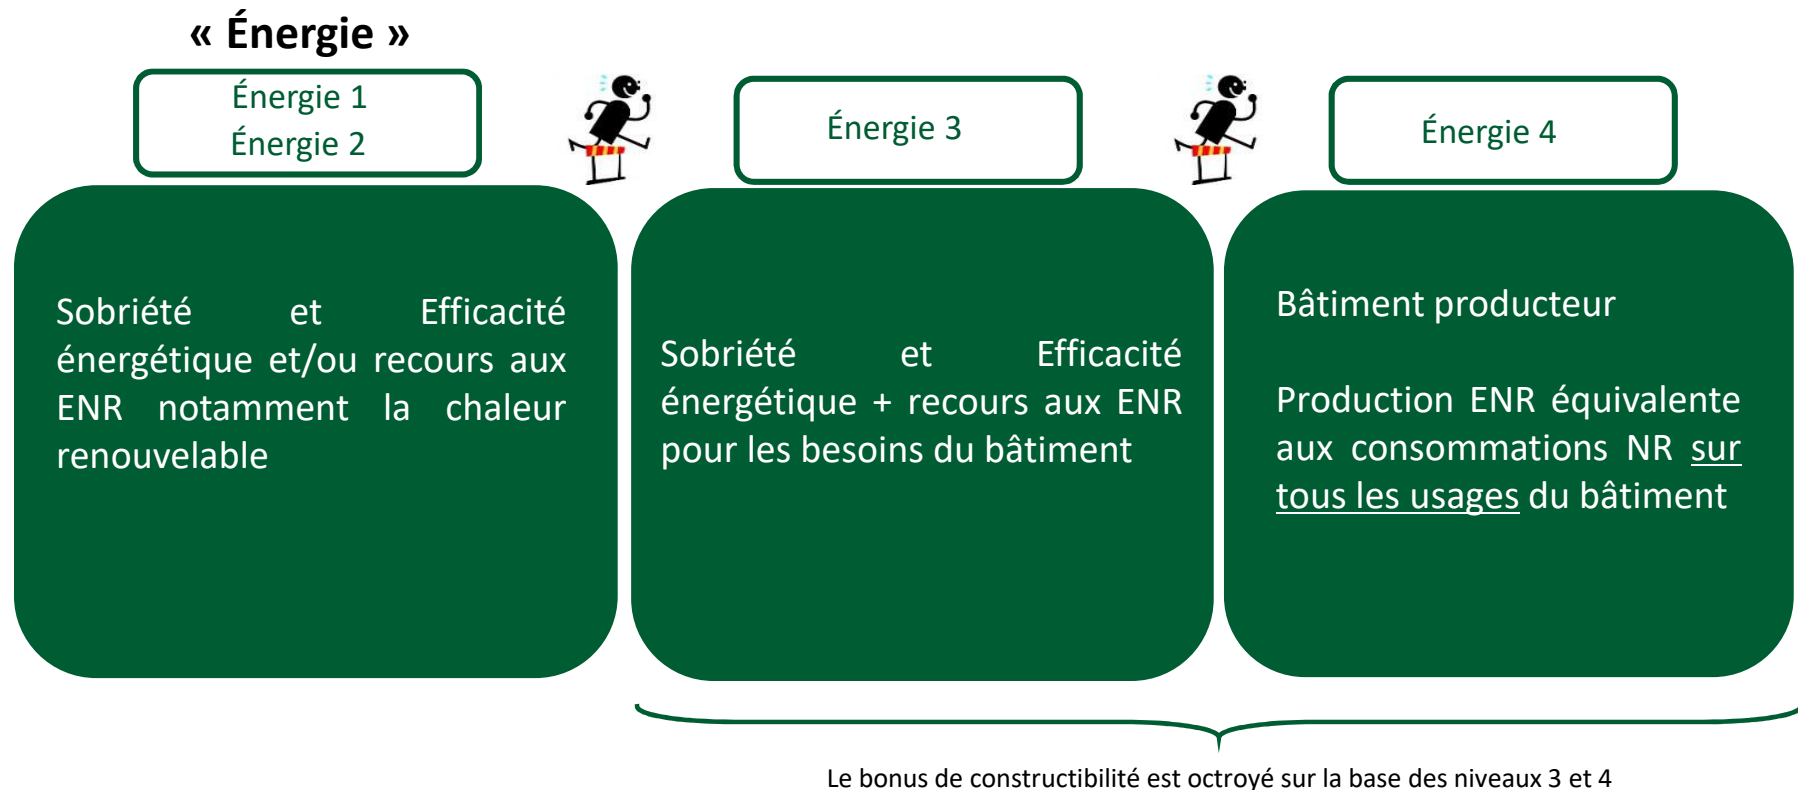 « Énergie »
Énergie 1
Énergie 2
Énergie 3
Énergie 4
Sobriété et Efficacité
énergétique et/ou recours aux
ENR notamment la chaleur
renouvelable
Sobriété et Efficacité
énergétique + recours aux ENR
pour les besoins du bâtiment
Bâtiment producteur
Production ENR équivalente
aux consommations NR sur
tous les usages du bâtiment
Le bonus de constructibilité est octroyé sur la base des niveaux 3 et 4